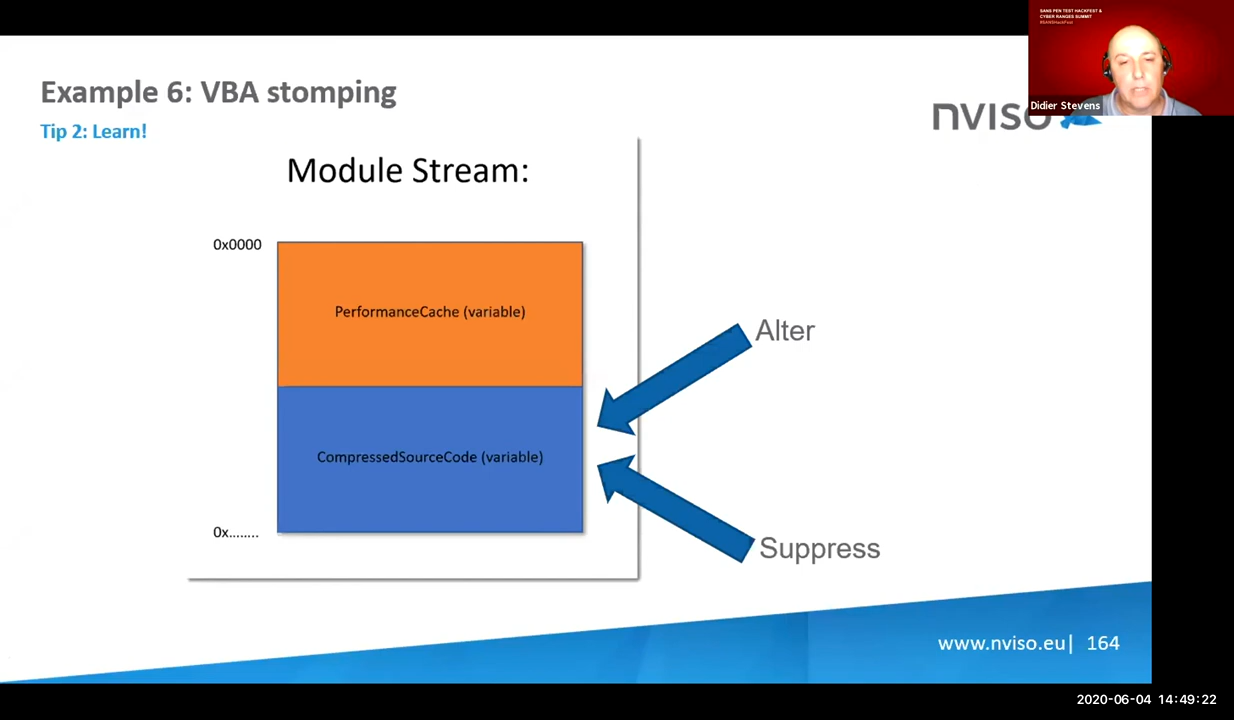 SANS PEN TEST HACKFEST &
CYBER RANGES SUMMIT
#SANSHackFest
Didier Stevens
Example 6: VBA stomping
Tip 2: Learn!
nviso
Module Stream:
0x0000
PerformanceCache (variable)
Alter
CompressedSourceCode (variable)
0x........
Suppress
www.nviso.eu| 164
2020-06-04 14:49:22